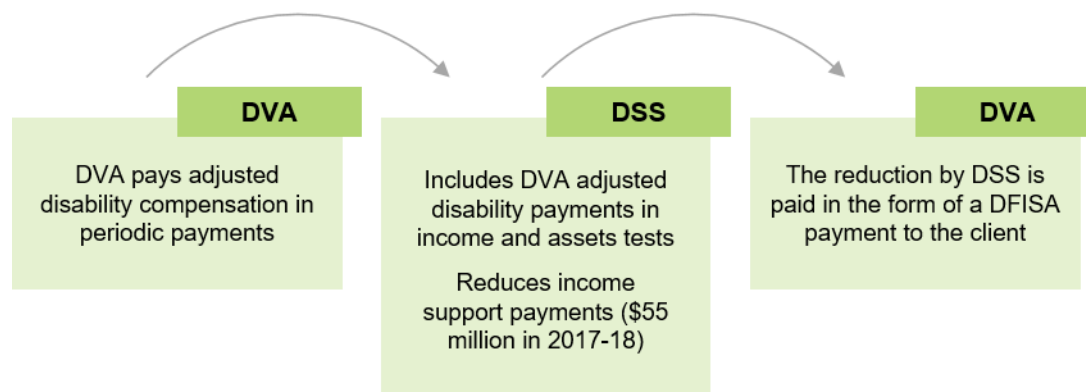 DVA
DVA pays adjusted
disability compensation in
periodic payments
DSS
Includes DVA adjusted
disability payments in
income and assets tests
Reduces income
support payments ($55
million in 2017-18)
DVA
The reduction by DSS is
paid in the form of a DFISA
payment to the client